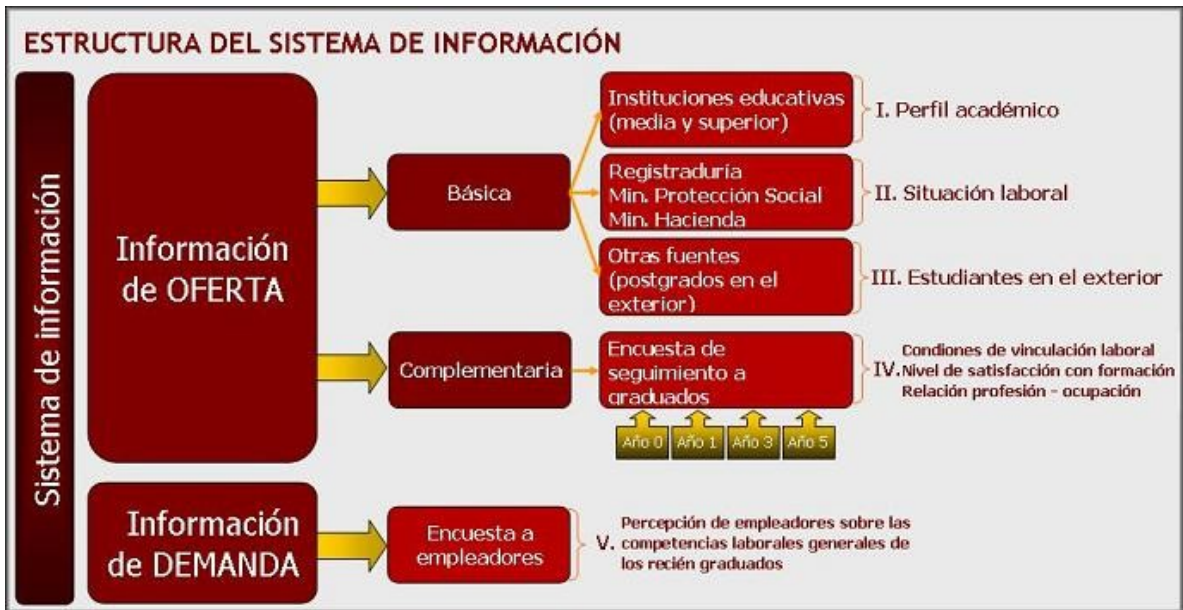 ESTRUCTURA DEL SISTEMA DE INFORMACIÓN
Sistema de información
Información
de OFERTA
Básica
Instituciones educativas
(media y superior)
I. Perfil académico
Registraduría
Min. Protección Social
Min. Hacienda
II. Situación laboral
Otras fuentes
(postgrados en el
exterior)
III. Estudiantes en el exterior
Complementaria
Encuesta de
seguimiento a
graduados
IV.
Condiones de vinculación laboral
Nivel de satisfacción con formación
Relación profesión – ocupación
Año 0
Año 1
Año 3
Año 5
Información
de DEMANDA
Encuesta a
empleadores
V.
Percepción de empleadores sobre las
competencias laborales generales de
los recién graduados